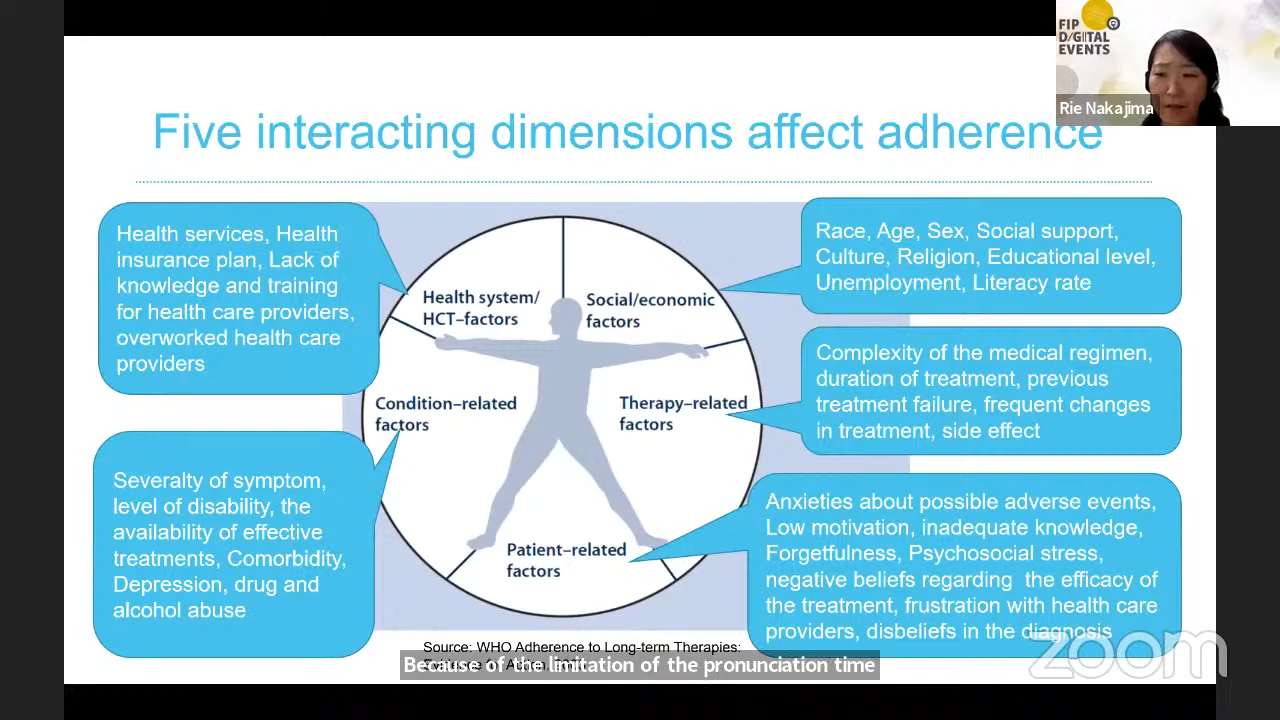 FIP
DIGITAL
EVENTS
Rie Nakajima
Five interacting dimensions affect adherence
Health services, Health
insurance plan, Lack of
knowledge and training
for health care providers,
overworked health care
providers
Health system/
HCT–factors
Social/economic
factors
Race, Age, Sex, Social support,
Culture, Religion, Educational level,
Unemployment, Literacy rate
Complexity of the medical regimen,
duration of treatment, previous
treatment failure, frequent changes
in treatment, side effect
Condition–related
factors
Therapy–related
factors
Severalty of symptom,
level of disability, the
availability of effective
treatments, Comorbidity,
Depression, drug and
alcohol abuse
Patient–related
factors
Anxieties about possible adverse events,
Low motivation, inadequate knowledge,
Forgetfulness, Psychosocial stress,
negative beliefs regarding the efficacy of
the treatment, frustration with health care
providers, disbeliefs in the diagnosis
Source: WHO Adherence to Long-term Therapies:
Because of the limitation of the pronunciation time
zoom